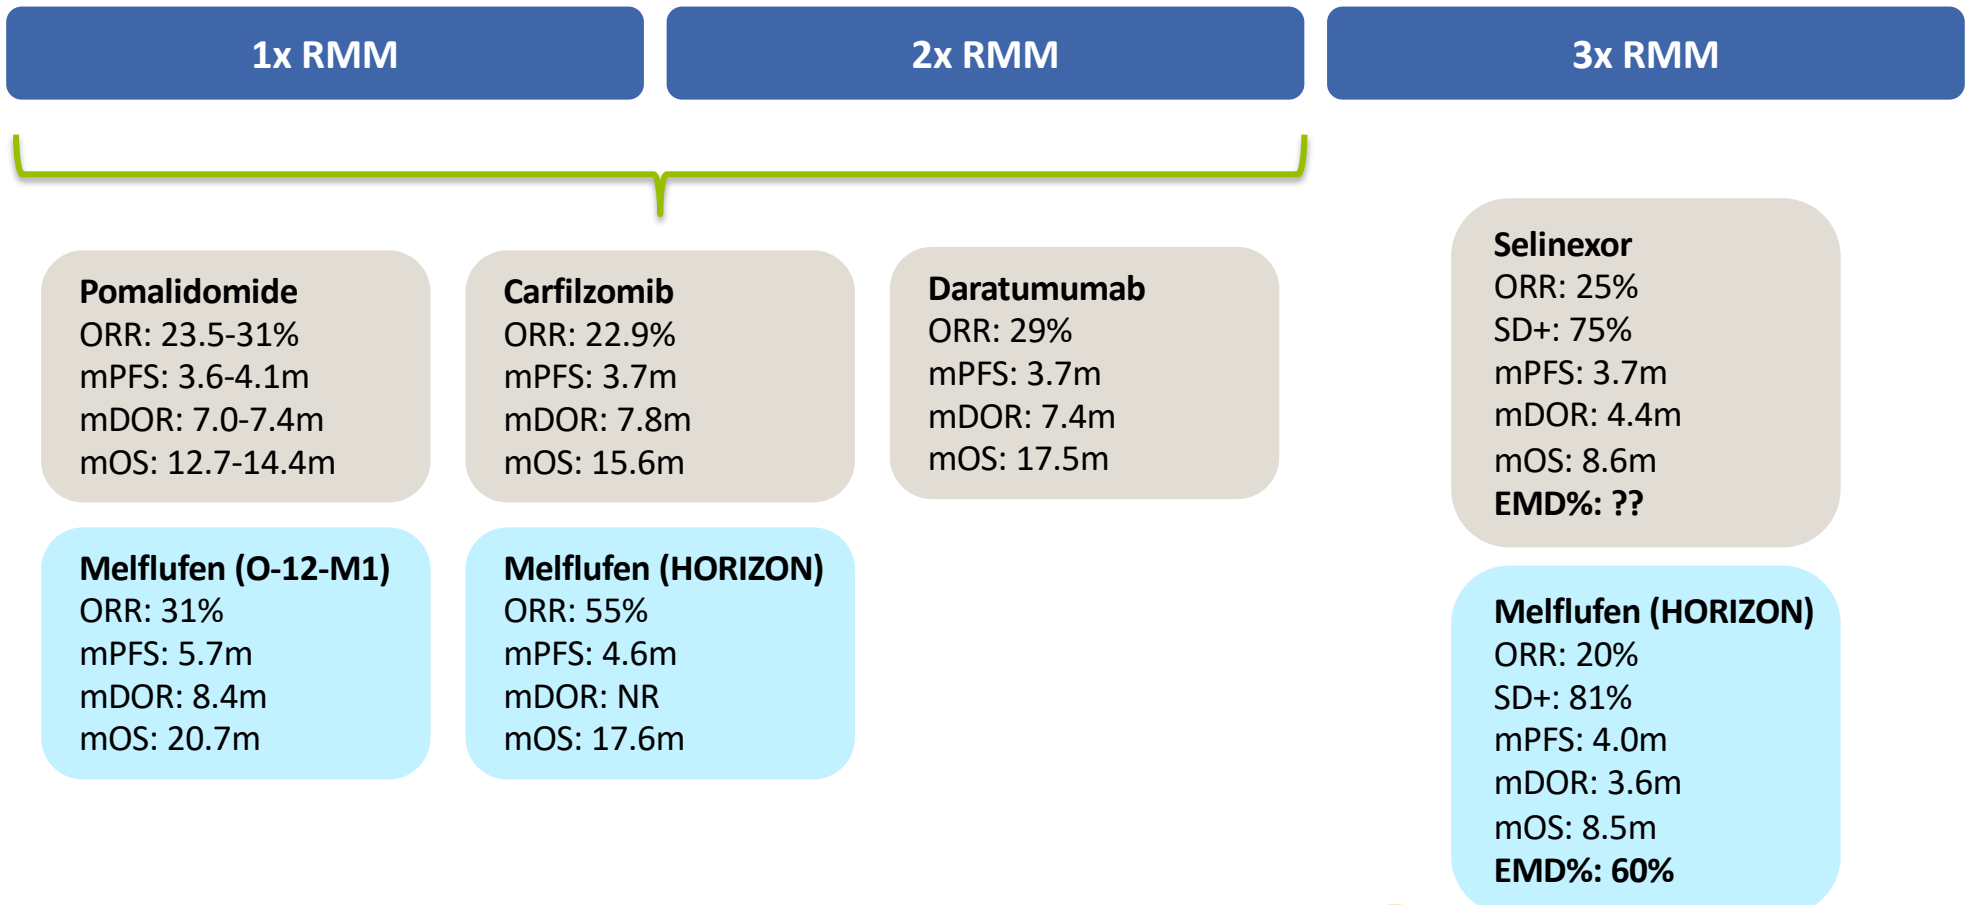 1x RMM
2x RMM
3x RMM
Pomalidomide
ORR: 23.5-31%
mPFS: 3.6-4.1m
mDOR: 7.0-7.4m
mOS: 12.7-14.4m
Carfilzomib
ORR: 22.9%
mPFS: 3.7m
mDOR: 7.8m
mOS: 15.6m
Daratumumab
ORR: 29%
mPFS: 3.7m
mDOR: 7.4m
mOS: 17.5m
Selinexor
ORR: 25%
SD+: 75%
mPFS: 3.7m
mDOR: 4.4m
mOS: 8.6m
EMD%: ??
Melflufen (O-12-M1)
ORR: 31%
mPFS: 5.7m
mDOR: 8.4m
mOS: 20.7m
Melflufen (HORIZON)
ORR: 55%
mPFS: 4.6m
mDOR: NR
mOS: 17.6m
Melflufen (HORIZON)
ORR: 20%
SD+: 81%
mPFS: 4.0m
mDOR: 3.6m
mOS: 8.5m
EMD%: 60%